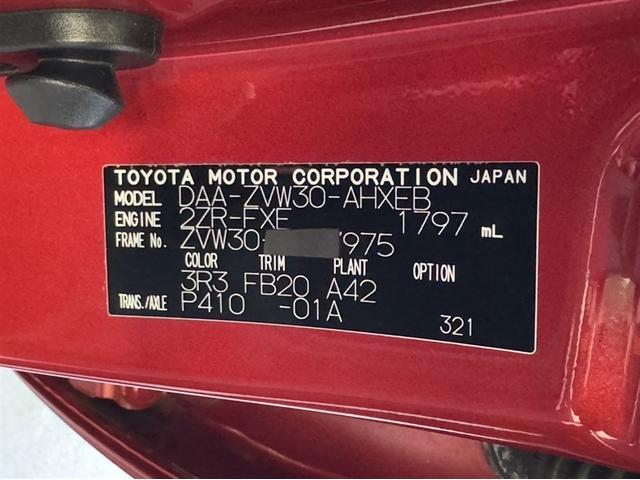 TOYOTA MOTOR CORPORATION JAPAN
MODEL DAA-ZVW30-AHXEB
ENGINE 2ZR-FXE 1797 mL
FRAME No. ZVW30- 975
COLOR TRIM PLANT OPTION
3R3 FB20 A42
TRANS./AXLE P410 -01A 321